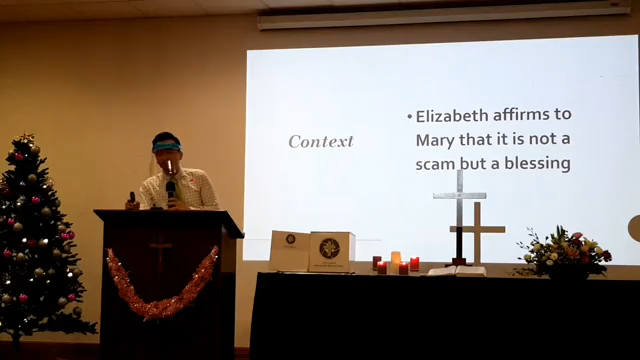 Context
• Elizabeth affirms to
Mary that it is not a
scam but a blessing